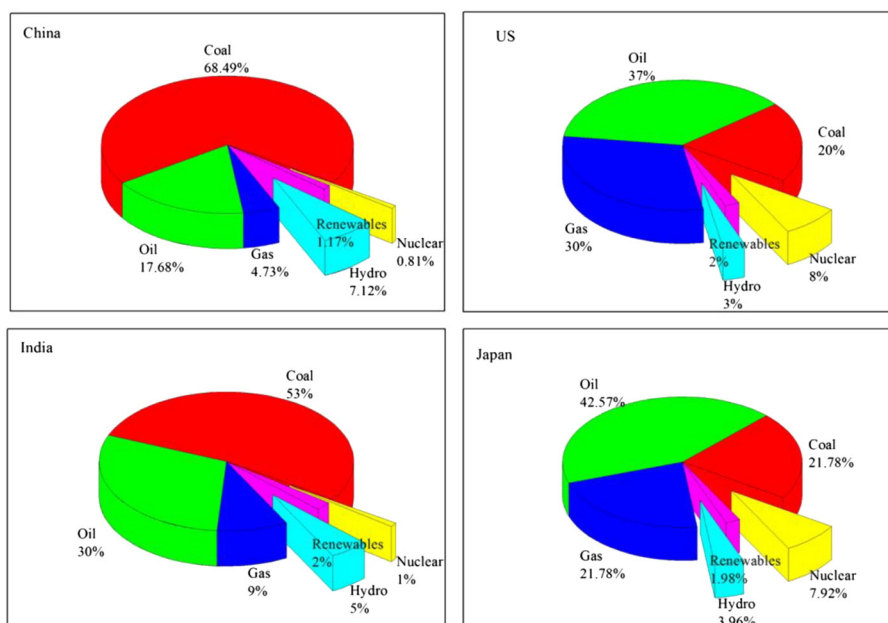 China
Coal
68.49%
Oil
17.68%
Gas
4.73%
Renewables
1.17%
Hydro
7.12%
Nuclear
0.81%
US
Oil
37%
Coal
20%
Gas
30%
Renewables
2%
Hydro
3%
Nuclear
8%
India
Coal
53%
Oil
30%
Gas
9%
Renewables
2%
Hydro
5%
Nuclear
1%
Japan
Oil
42.57%
Coal
21.78%
Gas
21.78%
Renewables
1.98%
Hydro
3.96%
Nuclear
7.92%